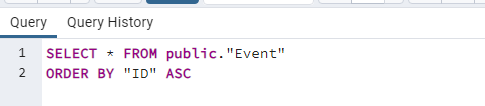 Query Query History
1 SELECT * FROM public."Event"
2 ORDER BY "ID" ASC